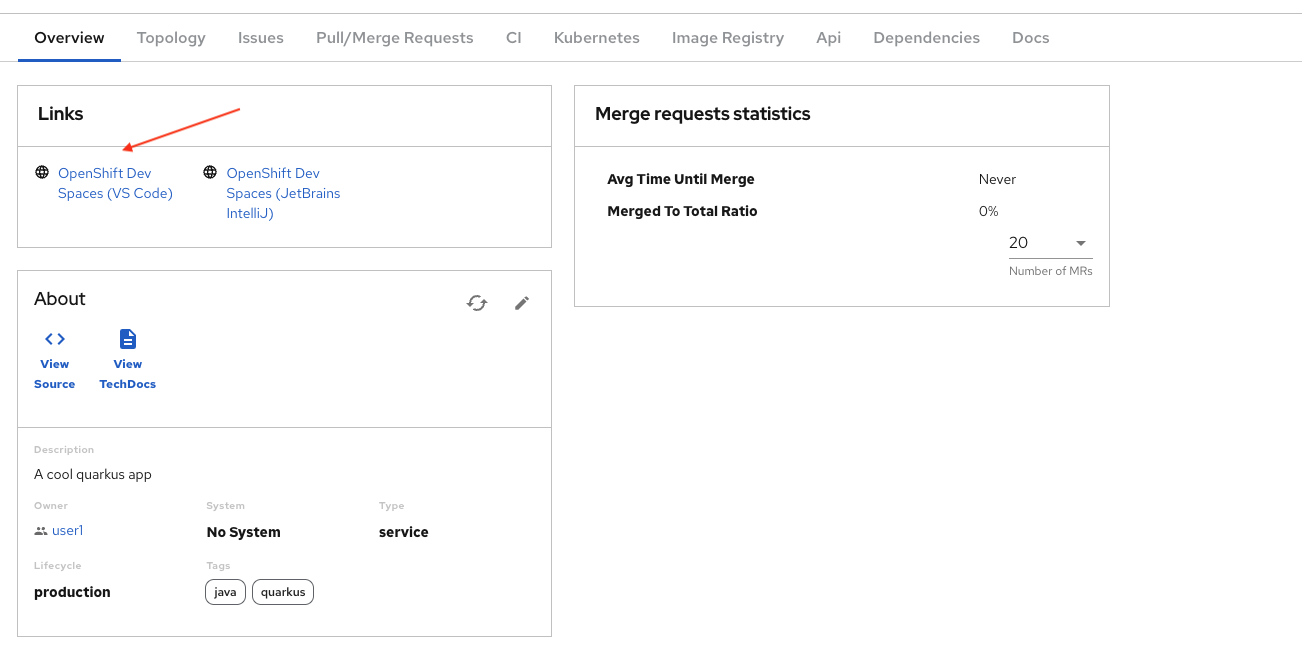 Overview Topology Issues Pull/Merge Requests CI Kubernetes Image Registry Api Dependencies Docs
Links
OpenShift Dev
Spaces (VS Code)
OpenShift Dev
Spaces (JetBrains
IntelliJ)
Merge requests statistics
Avg Time Until Merge Never
Merged To Total Ratio 0%
20
Number of MRs
About
View
Source
View
TechDocs
Description
A cool quarkus app
Owner System Type
user1 No System service
Lifecycle Tags
production java quarkus